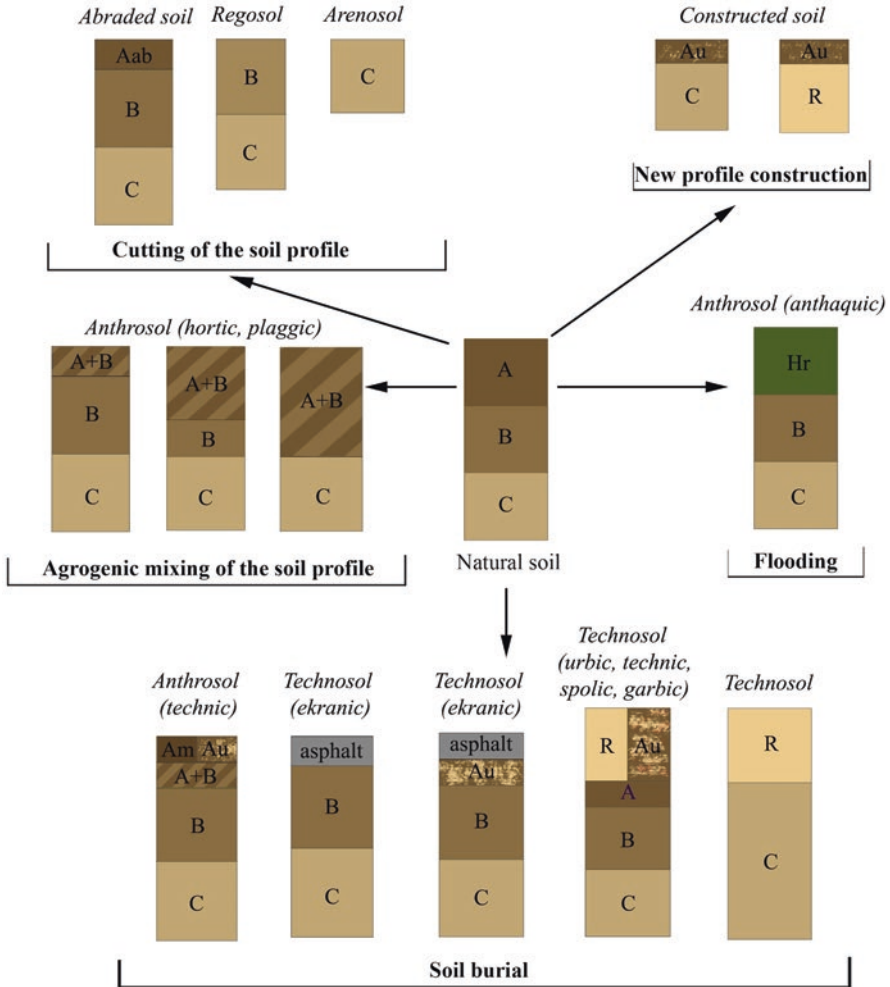 Abraded soil
Regosol
Arenosol
Aab
B
C
B
C
C
Cutting of the soil profile
Constructed soil
Au
C
Au
R
New profile construction
Anthrosol (hortic, plaggic)
A+B
B
C
A+B
B
C
A+B
C
Agrogenic mixing of the soil profile
A
B
C
Natural soil
Anthrosol (anthaquic)
Hr
B
C
Flooding
Anthrosol
(technic)
Am Au
A+B
B
C
Technosol
(ekranic)
asphalt
B
C
Technosol
(ekranic)
asphalt
Au
B
C
Technosol
(urbic, technic,
spolic, garbic)
R Au
A
B
C
Technosol
R
C
Soil burial